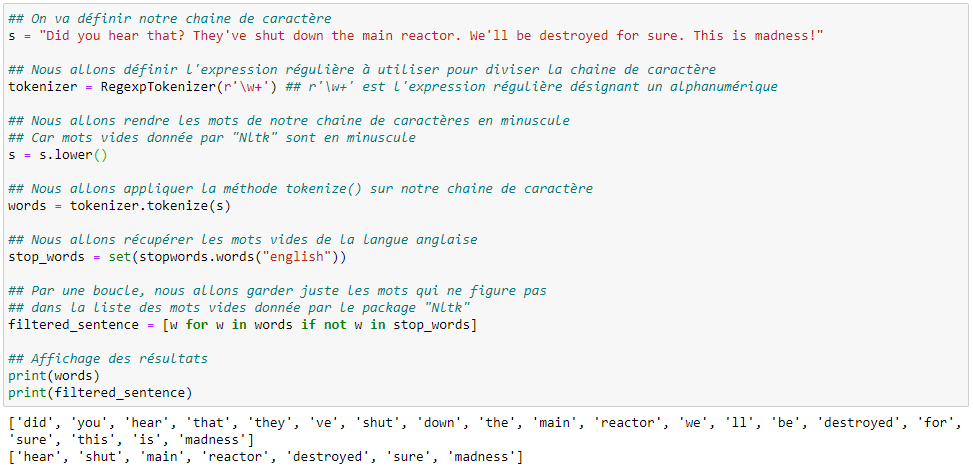 ## On va définir notre chaine de caractère
s = "Did you hear that? They've shut down the main reactor. We'll be destroyed for sure. This is madness!"
## Nous allons définir l'expression régulière à utiliser pour diviser la chaine de caractère
tokenizer = RegexpTokenizer(r'\w+') ## r'\w+' est l'expression régulière désignant un alphanumérique
## Nous allons rendre les mots de notre chaine de caractères en minuscule
## Car mots vides donnée par "Nltk" sont en minuscule
s = s.lower()
## Nous allons appliquer la méthode tokenize() sur notre chaine de caractère
words = tokenizer.tokenize(s)
## Nous allons récupérer les mots vides de la langue anglaise
stop_words = set(stopwords.words("english"))
## Par une boucle, nous allons garder juste les mots qui ne figure pas
## dans la liste des mots vides donnée par le package "Nltk"
filtered_sentence = [w for w in words if not w in stop_words]
## Affichage des résultats
print(words)
print(filtered_sentence)
['did', 'you', 'hear', 'that', 'they', 've', 'shut', 'down', 'the', 'main', 'reactor', 'we', 'll', 'be', 'destroyed', 'for',
'sure', 'this', 'is', 'madness']
['hear', 'shut', 'main', 'reactor', 'destroyed', 'sure', 'madness']